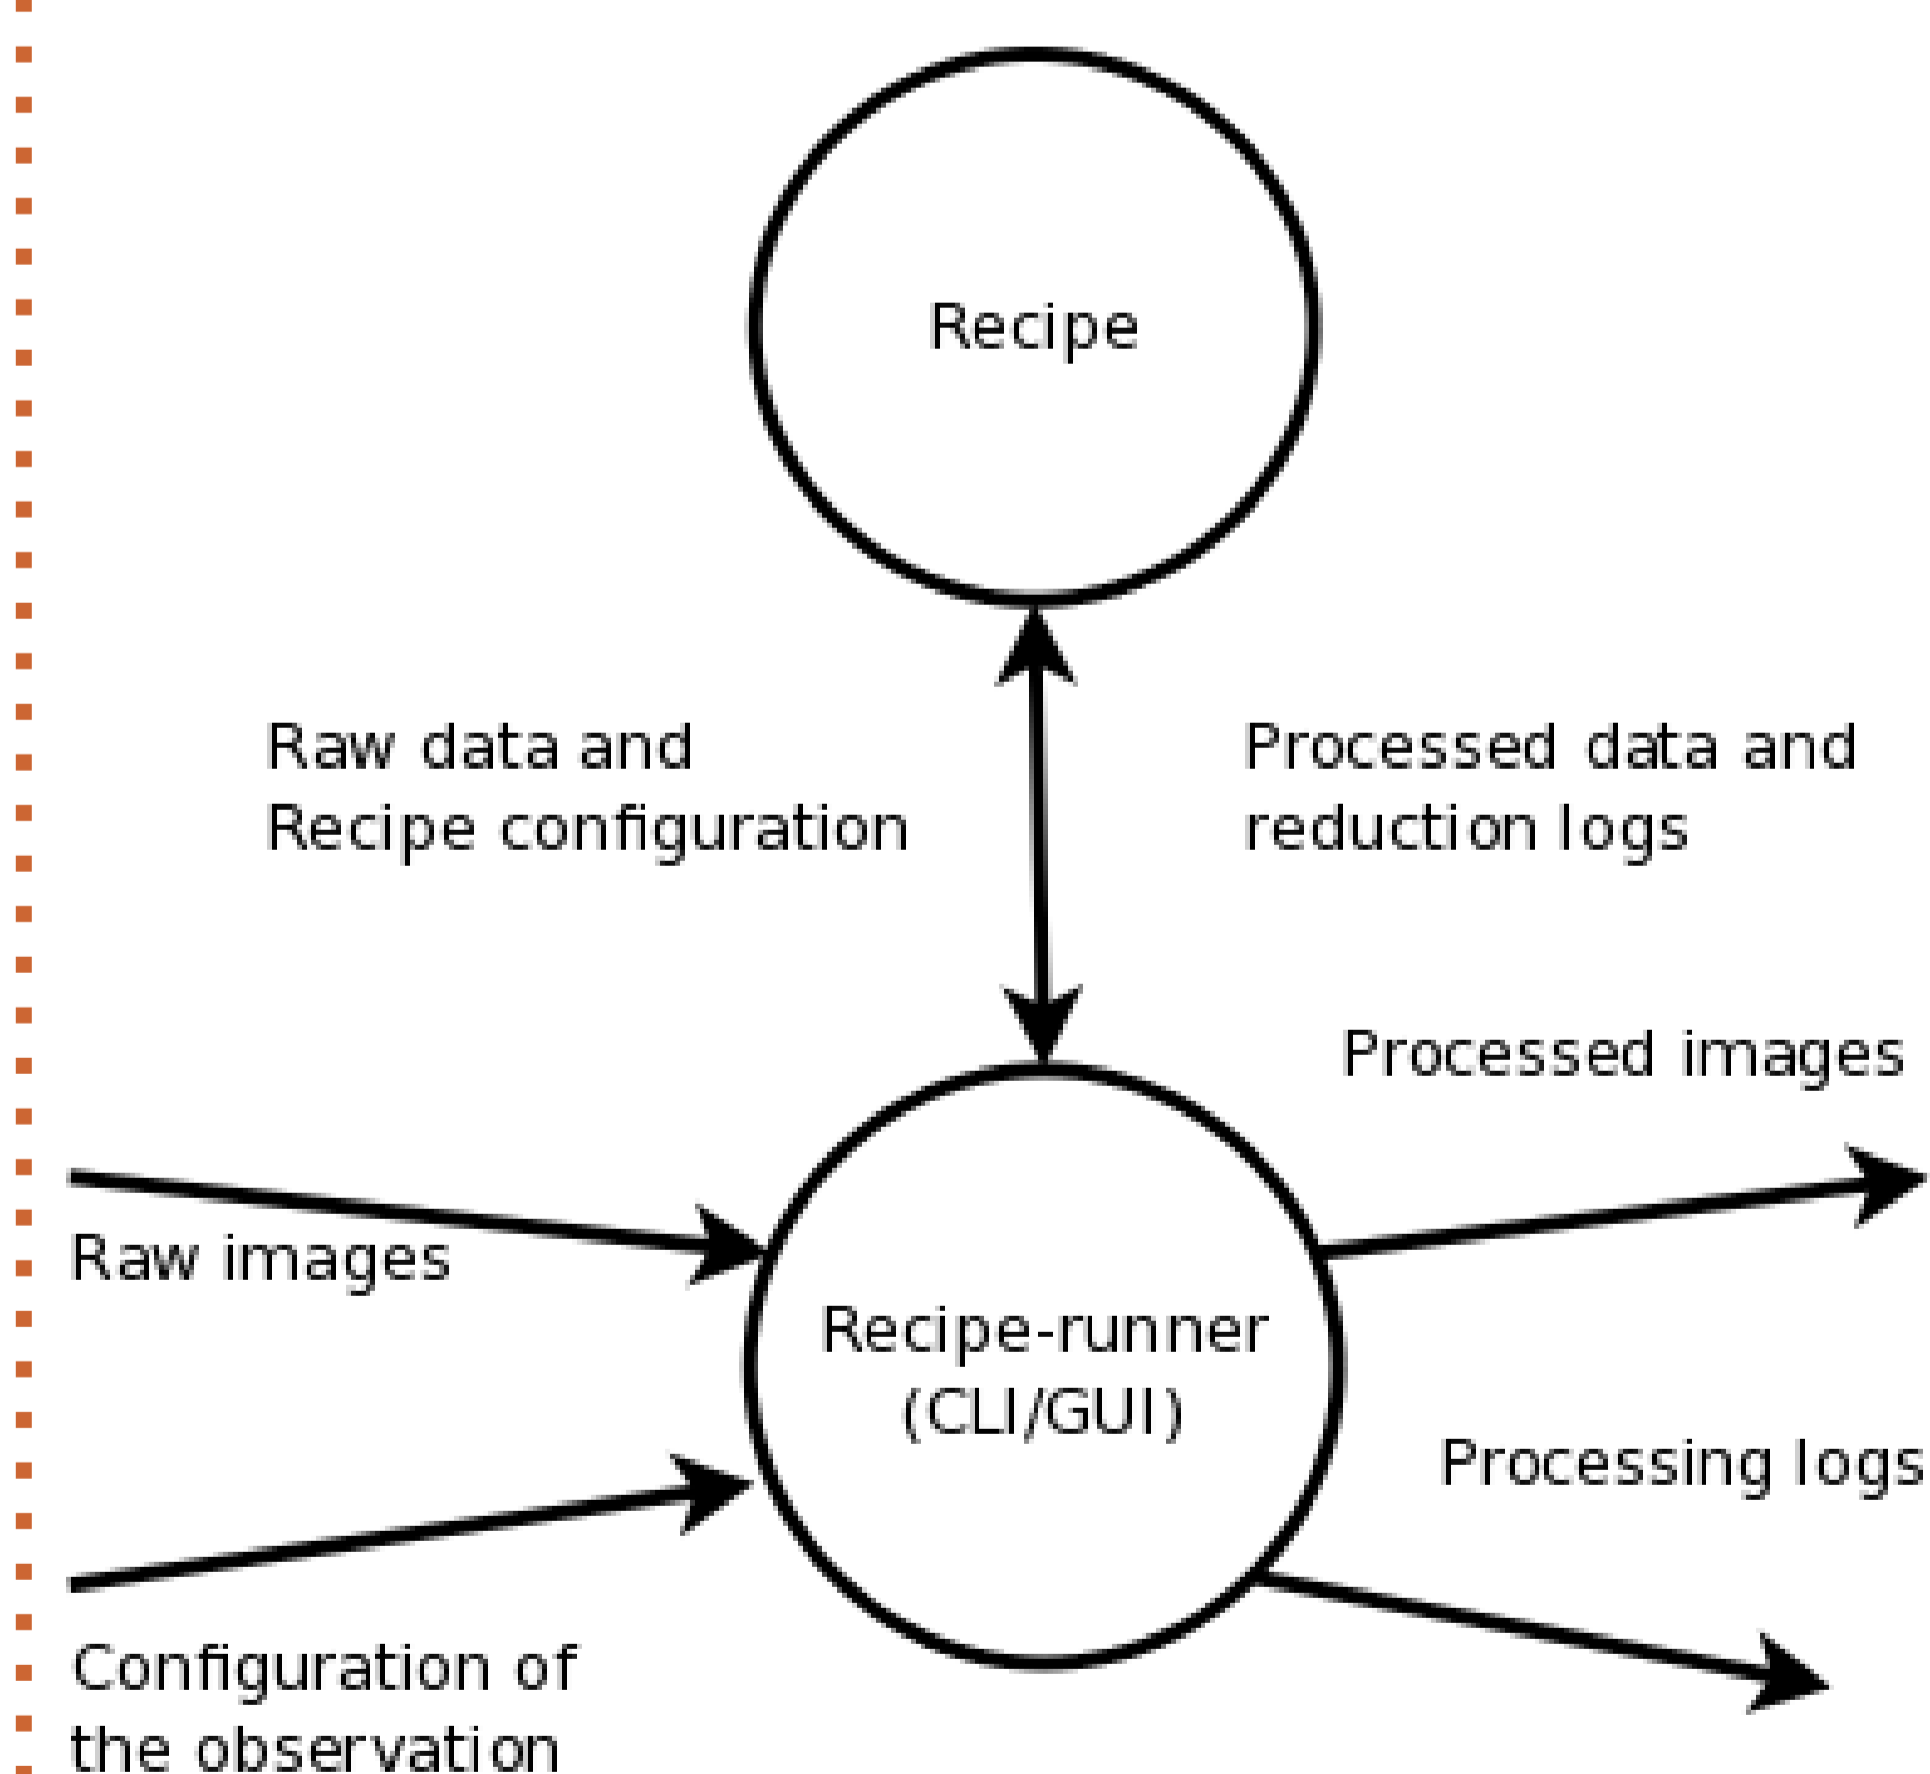 Recipe
Raw data and
Recipe configuration
Processed data and
reduction logs
Processed images
Raw images
Recipe-runner
(CLI/GUI)
Processing logs
Configuration of
the observation